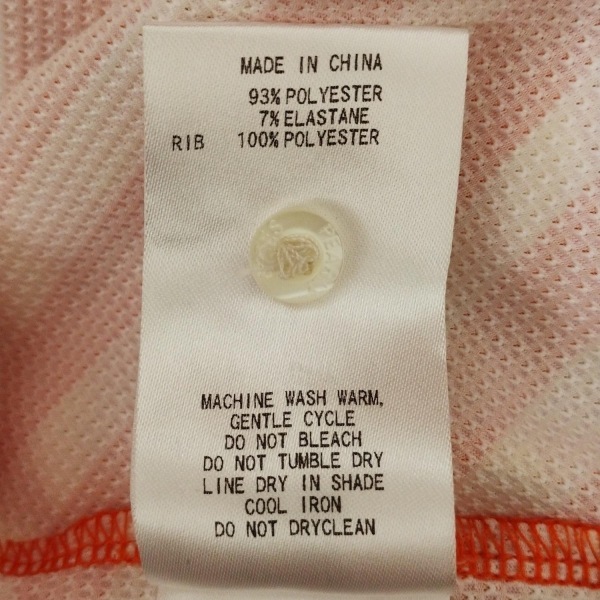 MADE IN CHINA
93% POLYESTER
7% ELASTANE
RIB 100% POLYESTER
MACHINE WASH WARM,
GENTLE CYCLE
DO NOT BLEACH
DO NOT TUMBLE DRY
LINE DRY IN SHADE
COOL IRON
DO NOT DRYCLEAN